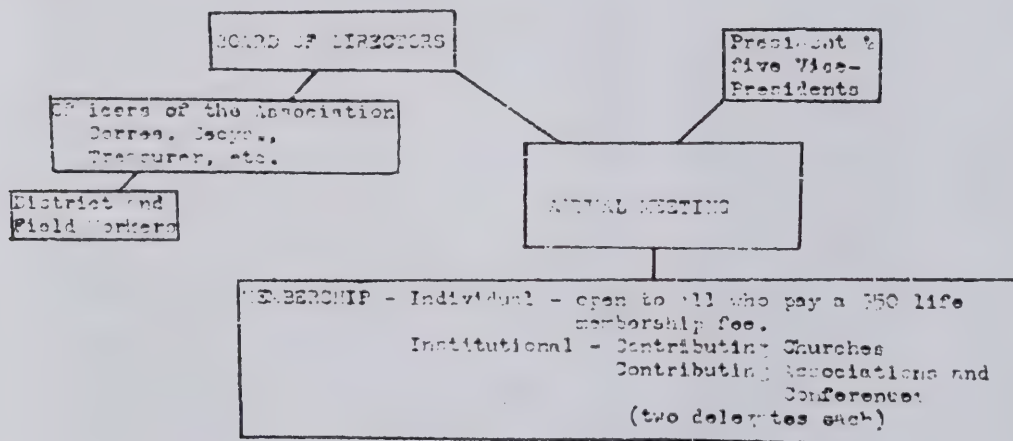 BOARD OF DIRECTORS
President &
five Vice-
Presidents
Officers of the Association
Corres. Secys.,
Treasurer, etc.
ANNUAL MEETING
District and
Field Workers
MEMBERSHIP - Individual - open to all who pay a $50 life
membership fee.
Institutional - Contributing Churches
Contributing Associations and
Conferences
(two delegates each)